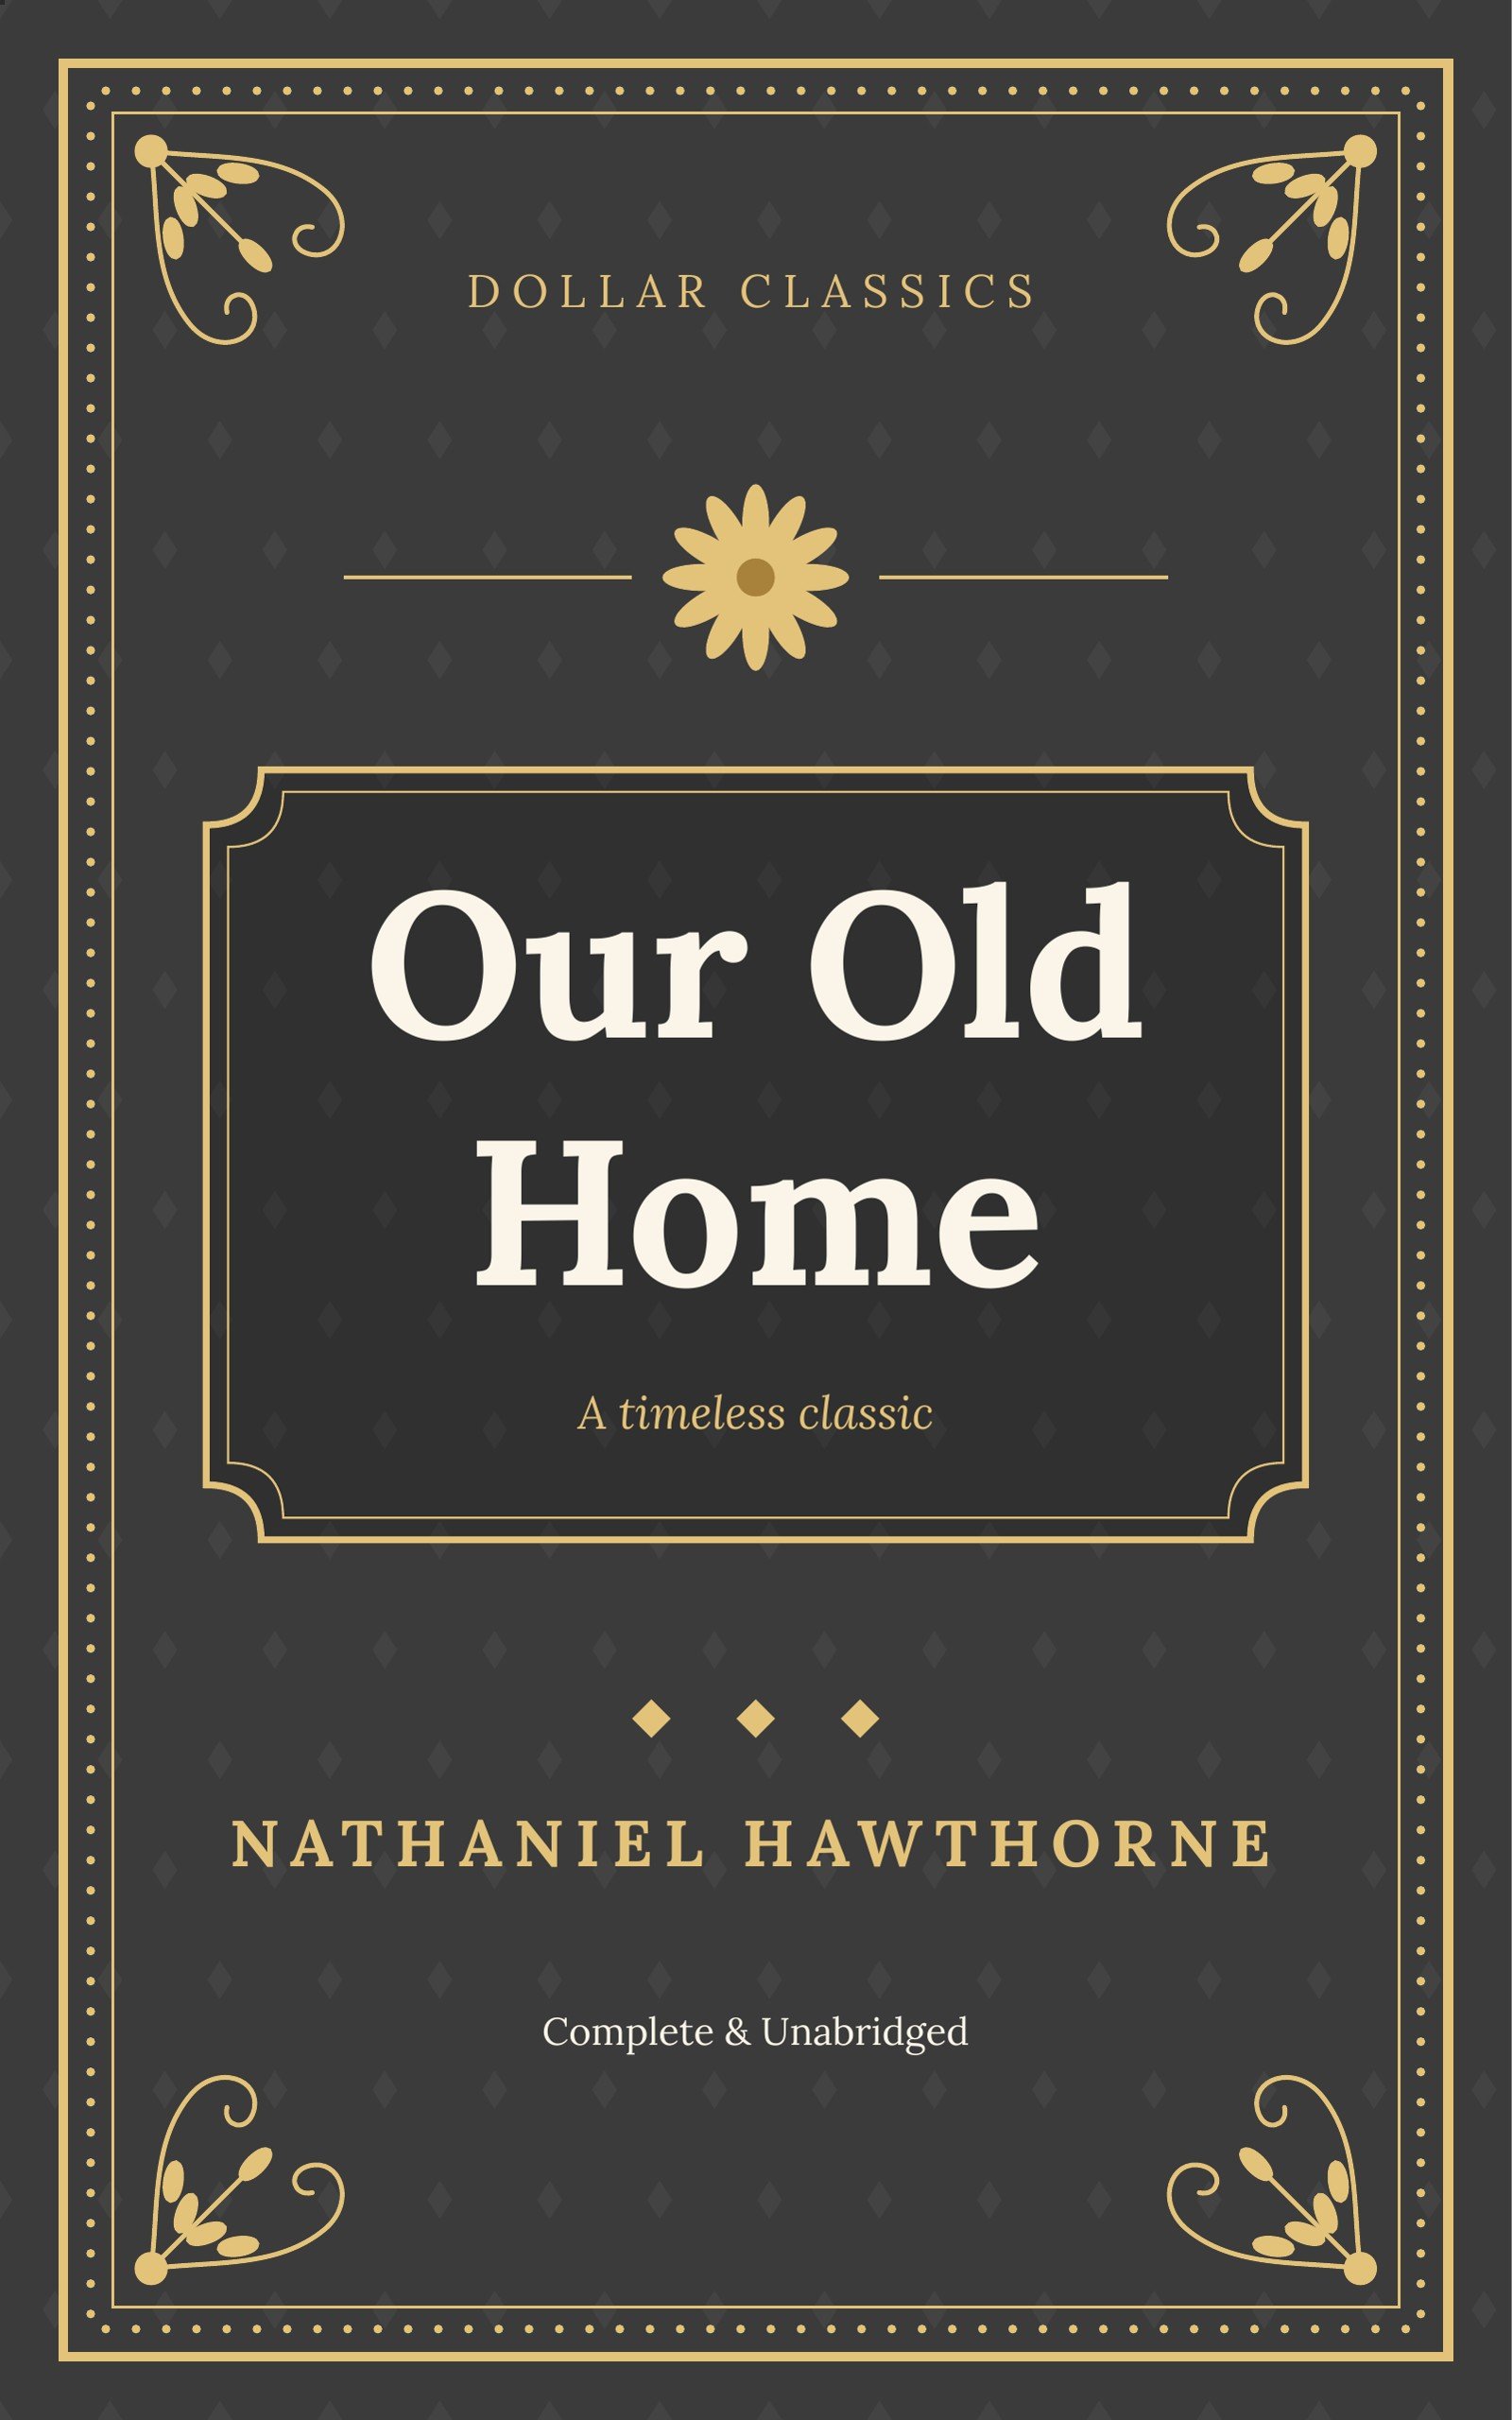 DOLLAR CLASSICS
Our Old
Home
A timeless classic
NATHANIEL HAWTHORNE
Complete & Unabridged